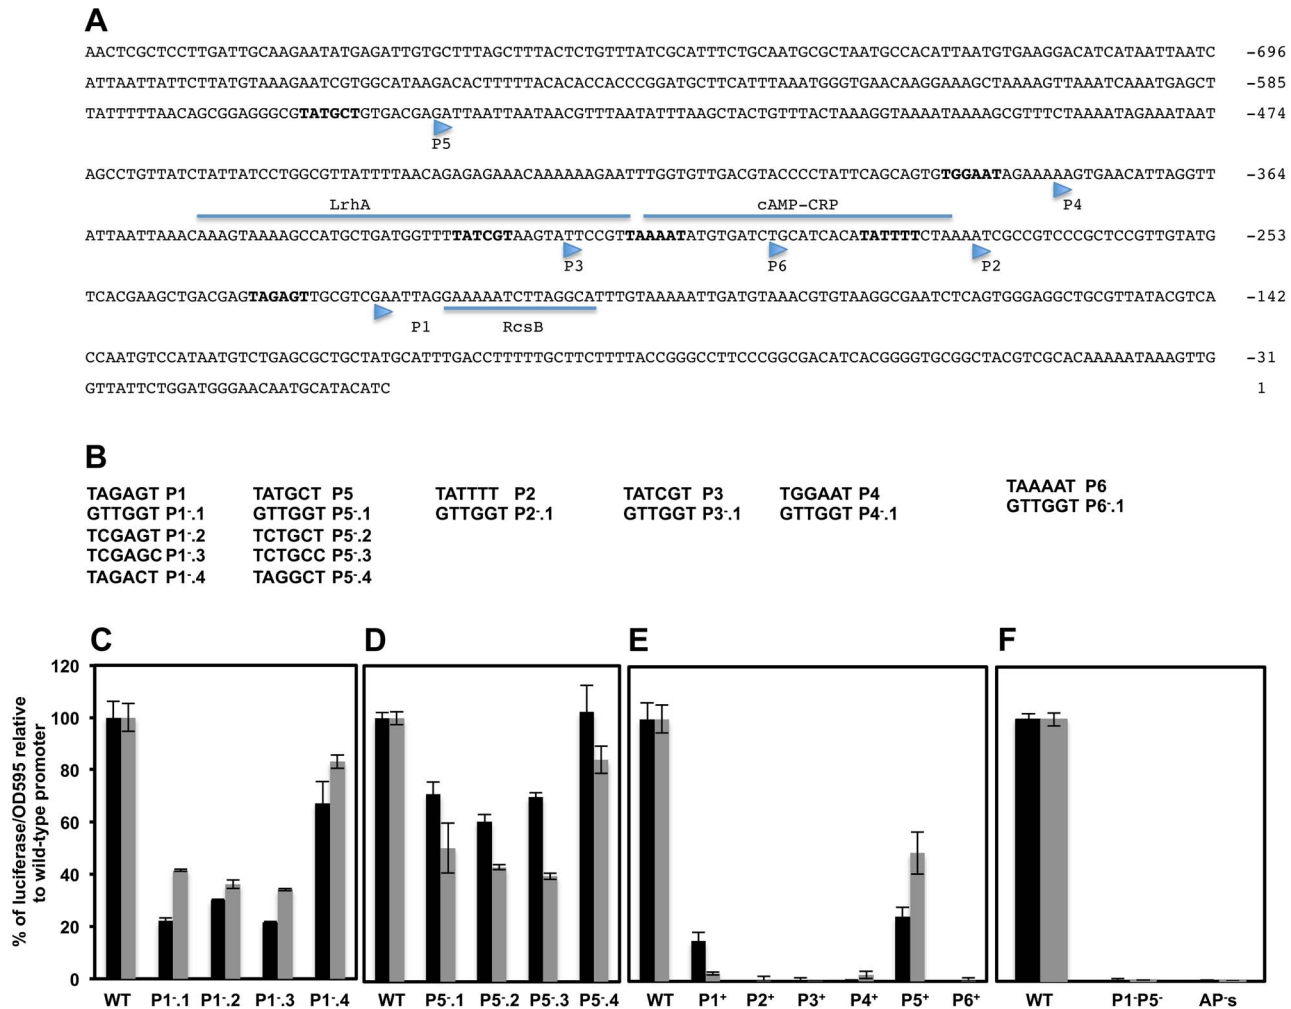 A
AACTCGCTCCTTGATTGCAAGAATATGAGATTGTGCTTTAGCTTTACTCTGTTTATCGCATTTCTGCAATGCGCTAATGCCACATTAATGTGAAGGACATCATAATTAATC −696
ATTAATTATTCTTATGTAAAGAATCGTGGCATAAGACACTTTTTACACACCACCCGGATGCTTCATTTAAATGGGTGAACAAGGAAAGCTAAAAGTTAAATCAAATGAGCT −585
TATTTTTAACAGCGGAGGGCGTATGCTGTGACGAGATTAATTAATAACGTTTAATATTTAAGCTACTGTTTACTAAAGGTAAAATAAAAGCGTTTCTAAAATAGAAATAAT −474
P5
AGCCTGTTATCTATTATCCTGGCGTTATTTTAACAGAGAGAAACAAAAAAGAATTTGGTGTTGACGTACCCCTATTCAGCAGTGTGGAATAGAAAAAGTGAACATTAGGTT −364
LrhA cAMP−CRP P4
ATTAATTAAACAAAGTAAAAGCCATGCTGATGGTTTTATCGTAAGTATTCCGTTAAAATATGTGATCTGCATCACATATTTTCTAAAATCGCCGTCCCGCTCCGTTGTATG −253
P3 P6 P2
TCACGAAGCTGACGAGTAGAGTTGCGTCGAATTAGGAAAAATCTTAGGCATTTGTAAAAATTGATGTAAACGTGTAAGGCGAATCTCAGTGGGAGGCTGCGTTATACGTCA −142
P1 RcsB
CCAATGTCCATAATGTCTGAGCGCTGCTATGCATTTGACCTTTTTGCTTCTTTTACCGGGCCTTCCCGGCGACATCACGGGGTGCGGCTACGTCGCACAAAAATAAAGTTG −31
GTTATTCTGGATGGGAACAATGCATACATC 1
B
TAGAGT P1 TATGCT P5 TATTTT P2 TATCGT P3 TGGAAT P4 TAAAAT P6
GTTGGT P1⁻.1 GTTGGT P5⁻.1 GTTGGT P2⁻.1 GTTGGT P3⁻.1 GTTGGT P4⁻.1 GTTGGT P6⁻.1
TCGAGT P1⁻.2 TCTGCT P5⁻.2
TCGAGC P1⁻.3 TCTGCC P5⁻.3
TAGACT P1⁻.4 TAGGCT P5⁻.4
C D E F
% of luciferase/OD595 relative
to wild-type promoter
120
100
80
60
40
20
0
WT P1⁻.1 P1⁻.2 P1⁻.3 P1⁻.4 WT P5⁻.1 P5⁻.2 P5⁻.3 P5⁻.4 WT P1⁺ P2⁺ P3⁺ P4⁺ P5⁺ P6⁺ WT P1⁻P5⁻ AP⁻s